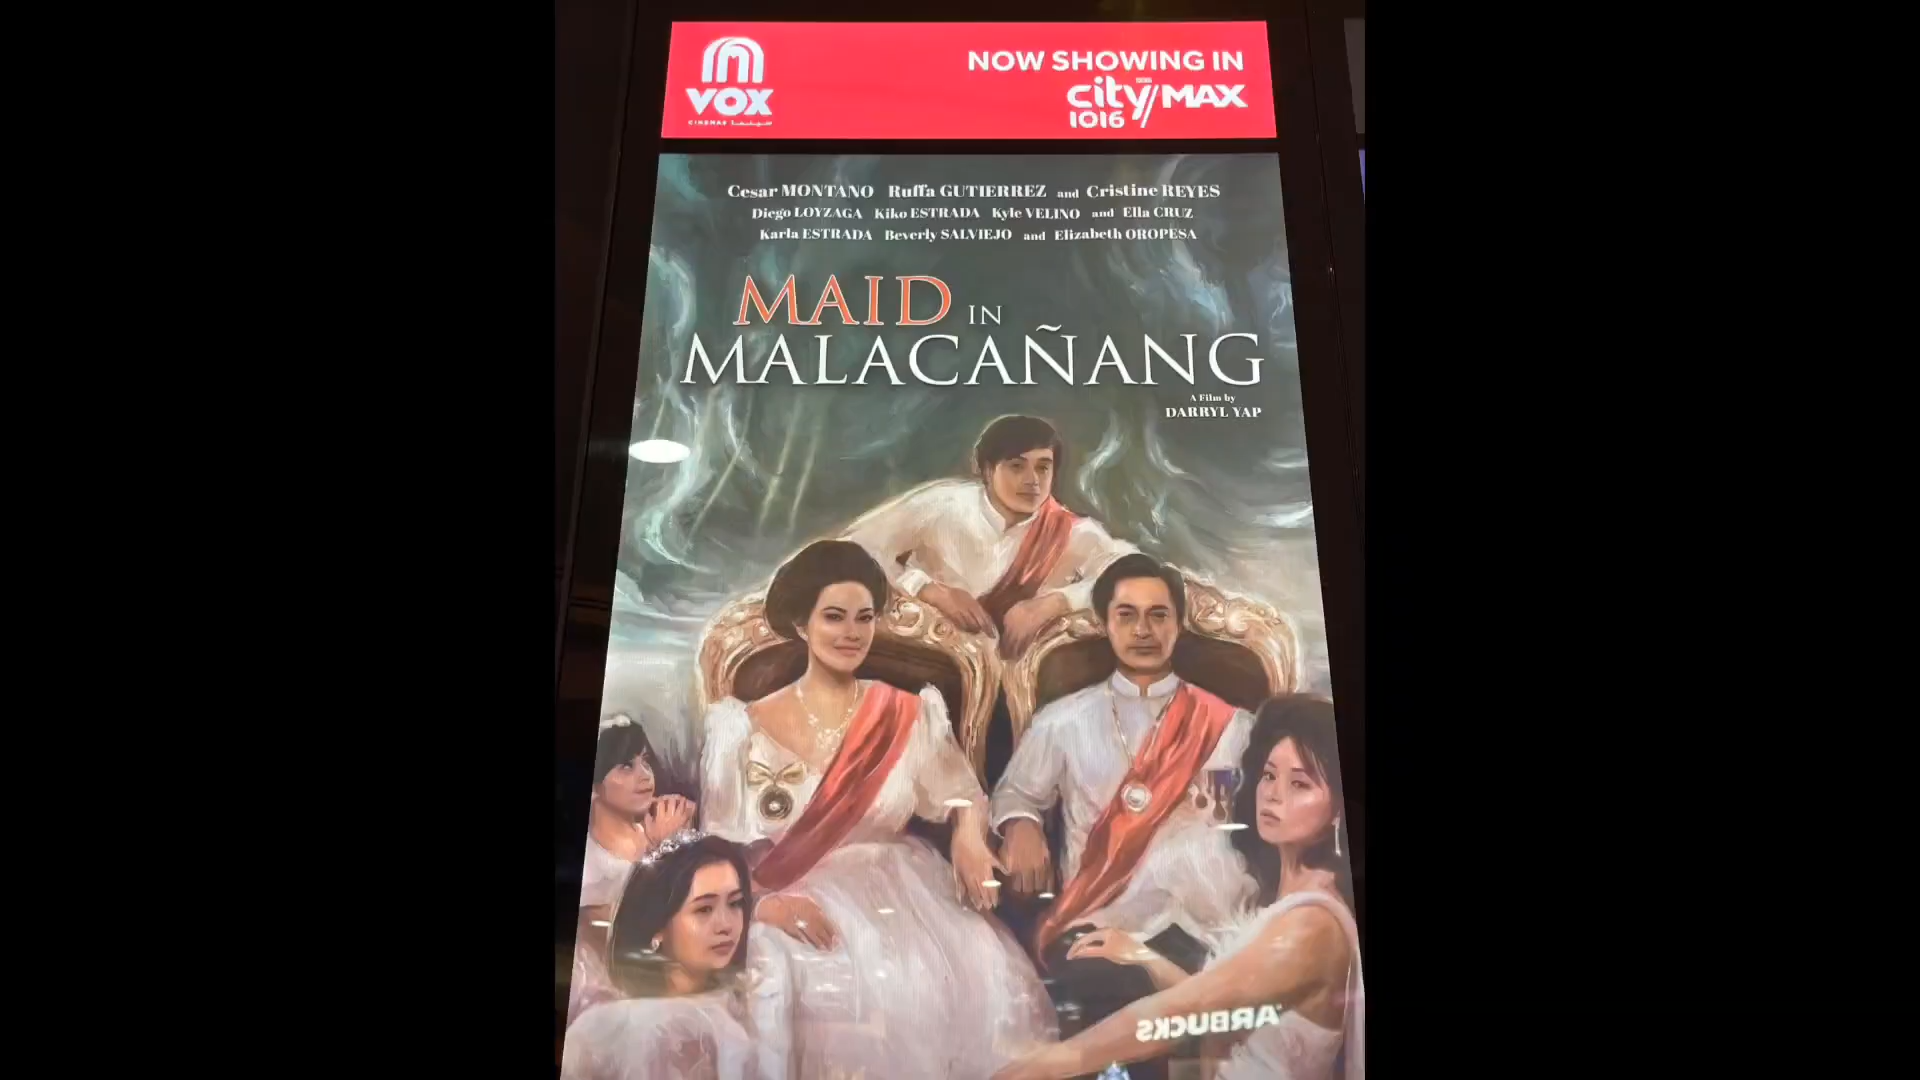 VOX
CINEMAS سينما
NOW SHOWING IN
city MAX
1016
Cesar MONTANO Ruffa GUTIERREZ and Cristine REYES
Diego LOYZAGA Kiko ESTRADA Kyle VELINO and Ella CRUZ
Karla ESTRADA Beverly SALVIEJO and Elizabeth OROPESA
MAID IN
MALACAÑANG
A Film by
DARRYL YAP
ARBUCKS